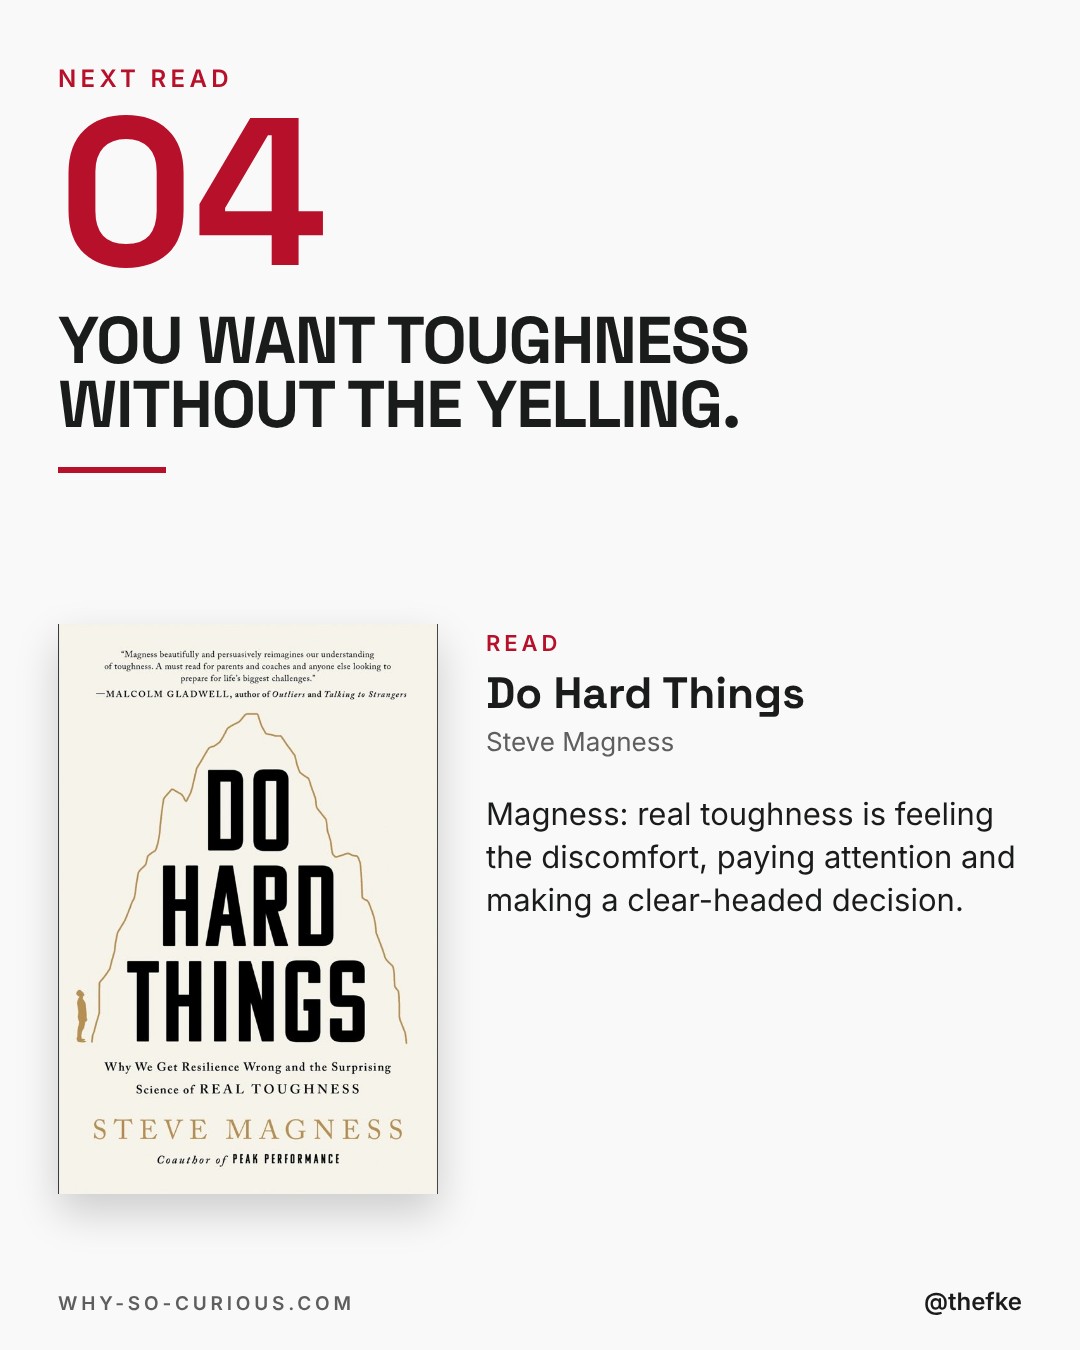 NEXT READ
04
YOU WANT TOUGHNESS
WITHOUT THE YELLING.
“Magness beautifully and persuasively reimagines our understanding
of toughness. A must read for parents and coaches and anyone else looking to
prepare for life’s biggest challenges.”
—MALCOLM GLADWELL, author of Outliers and Talking to Strangers
DO
HARD
THINGS
Why We Get Resilience Wrong and the Surprising
Science of REAL TOUGHNESS
STEVE MAGNESS
Coauthor of PEAK PERFORMANCE
READ
Do Hard Things
Steve Magness
Magness: real toughness is feeling
the discomfort, paying attention and
making a clear-headed decision.
WHY-SO-CURIOUS.COM
@thefke